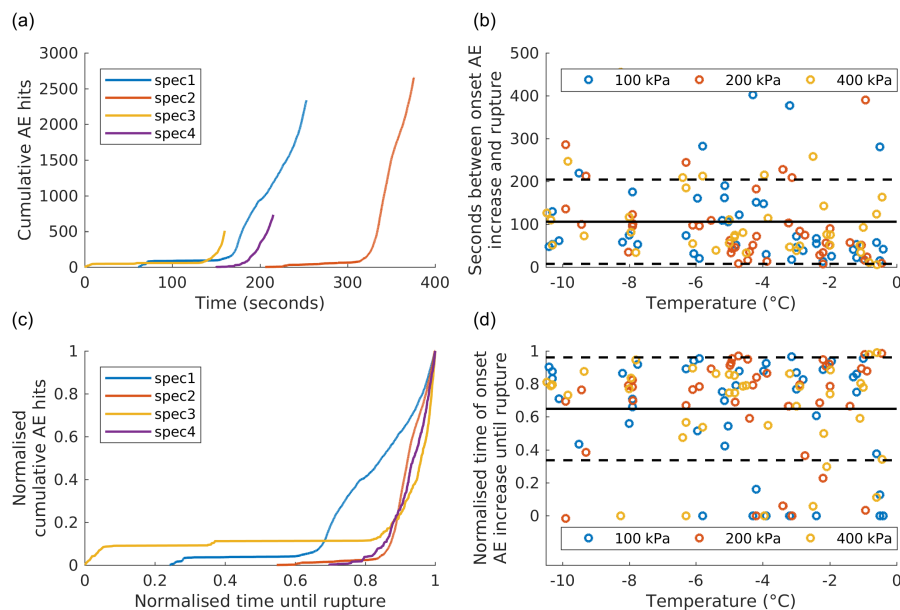 (a)
3000
2500
2000
1500
1000
500
0
Cumulative AE hits
spec1
spec2
spec3
spec4
0 100 200 300 400
Time (seconds)
(b)
500
400
300
200
100
0
Seconds between onset AE
increase and rupture
100 kPa 200 kPa 400 kPa
-10 -8 -6 -4 -2 0
Temperature (°C)
(c)
1
0.8
0.6
0.4
0.2
0
Normalised
cumulative AE hits
spec1
spec2
spec3
spec4
0 0.2 0.4 0.6 0.8 1
Normalised time until rupture
(d)
1
0.8
0.6
0.4
0.2
0
Normalised time of onset
AE increase until rupture
100 kPa 200 kPa 400 kPa
-10 -8 -6 -4 -2 0
Temperature (°C)